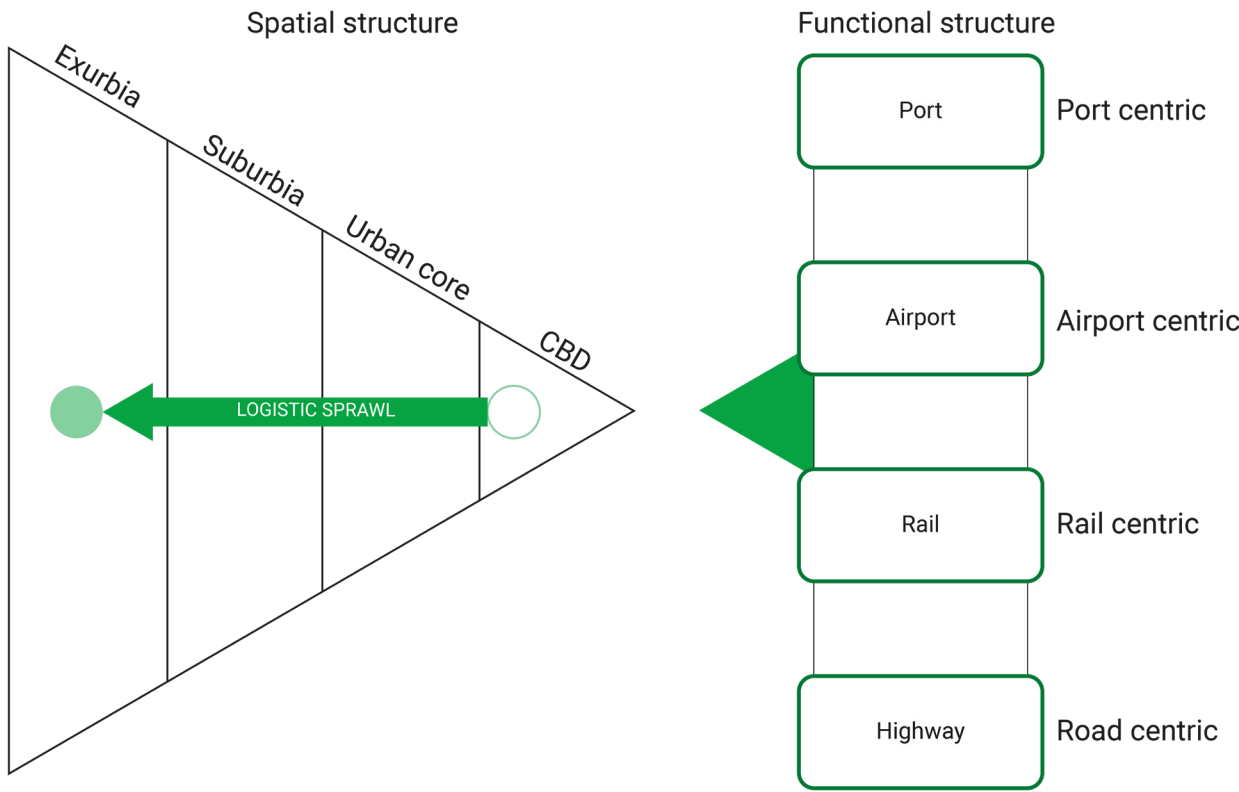 Spatial structure
Exurbia
Suburbia
Urban core
CBD
LOGISTIC SPRAWL
Functional structure
Port
Port centric
Airport
Airport centric
Rail
Rail centric
Highway
Road centric